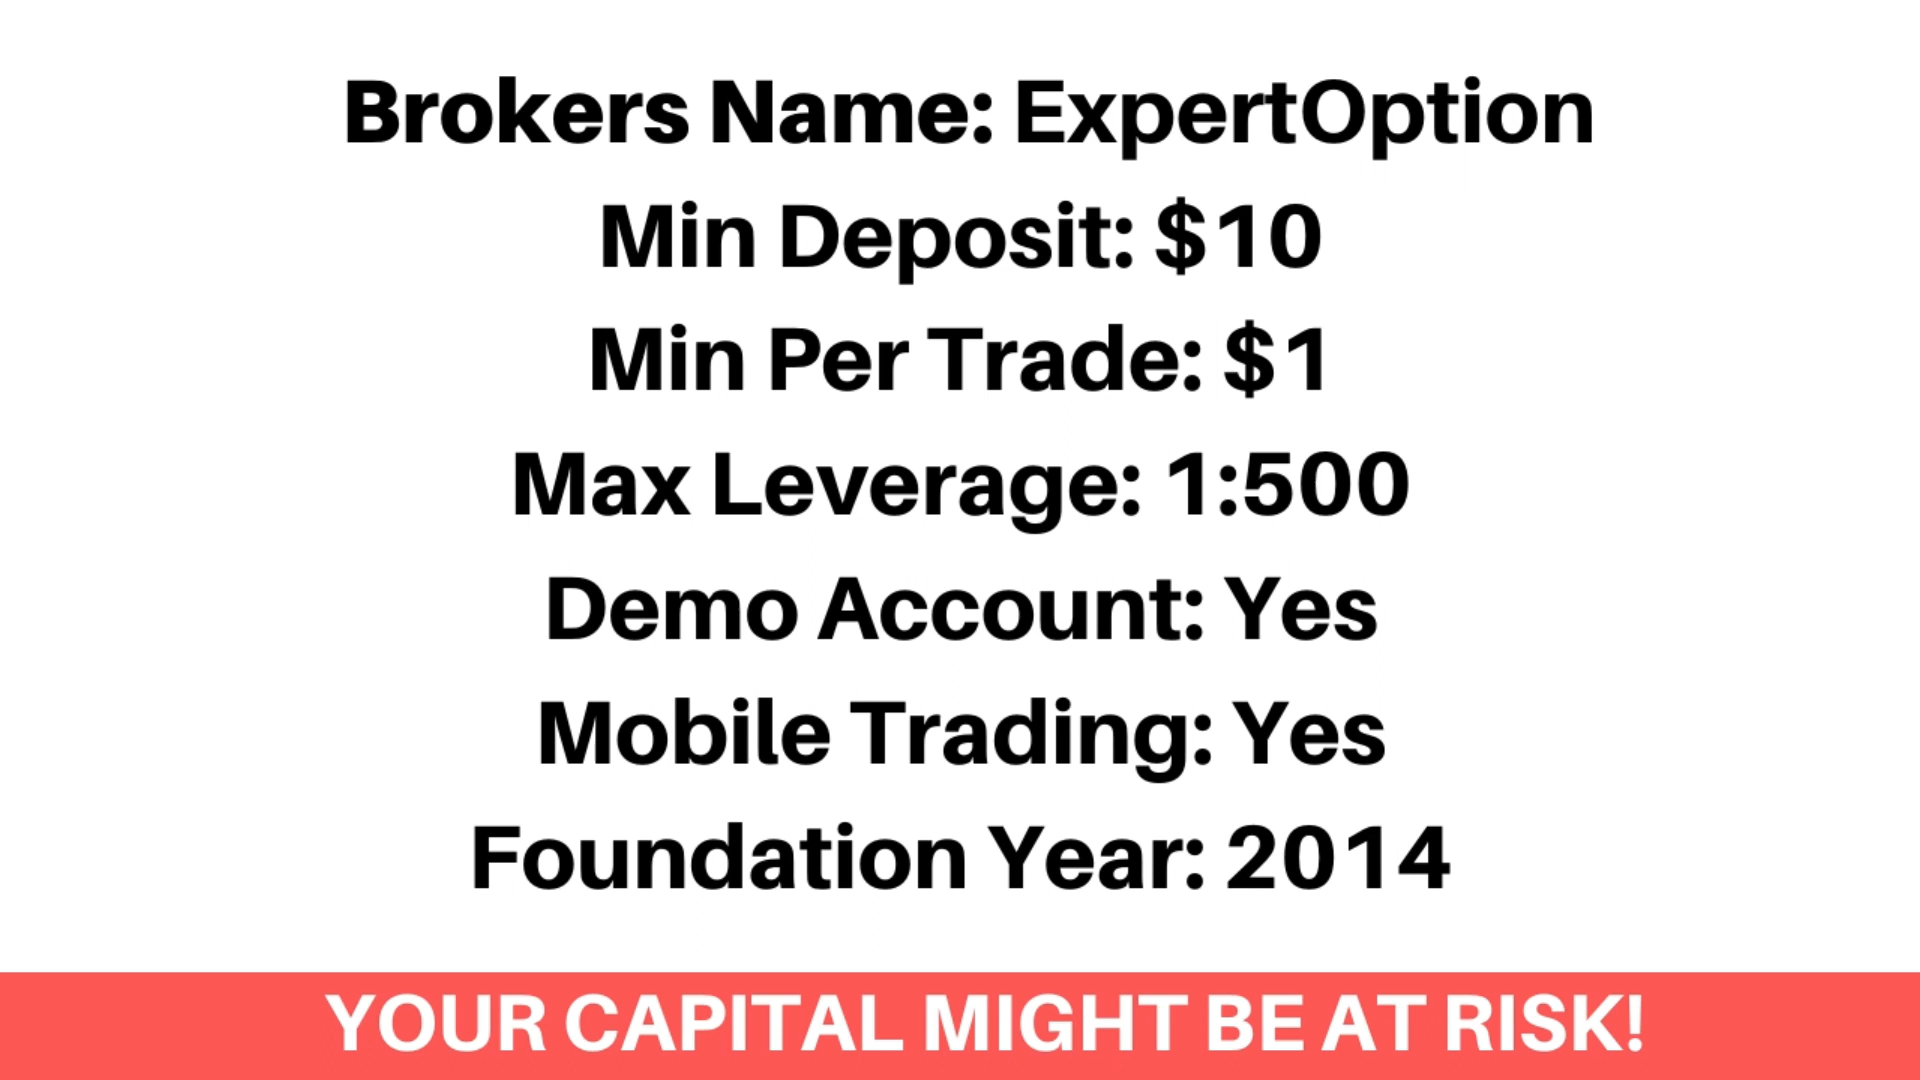 Brokers Name: ExpertOption
Min Deposit: $10
Min Per Trade: $1
Max Leverage: 1:500
Demo Account: Yes
Mobile Trading: Yes
Foundation Year: 2014
YOUR CAPITAL MIGHT BE AT RISK!